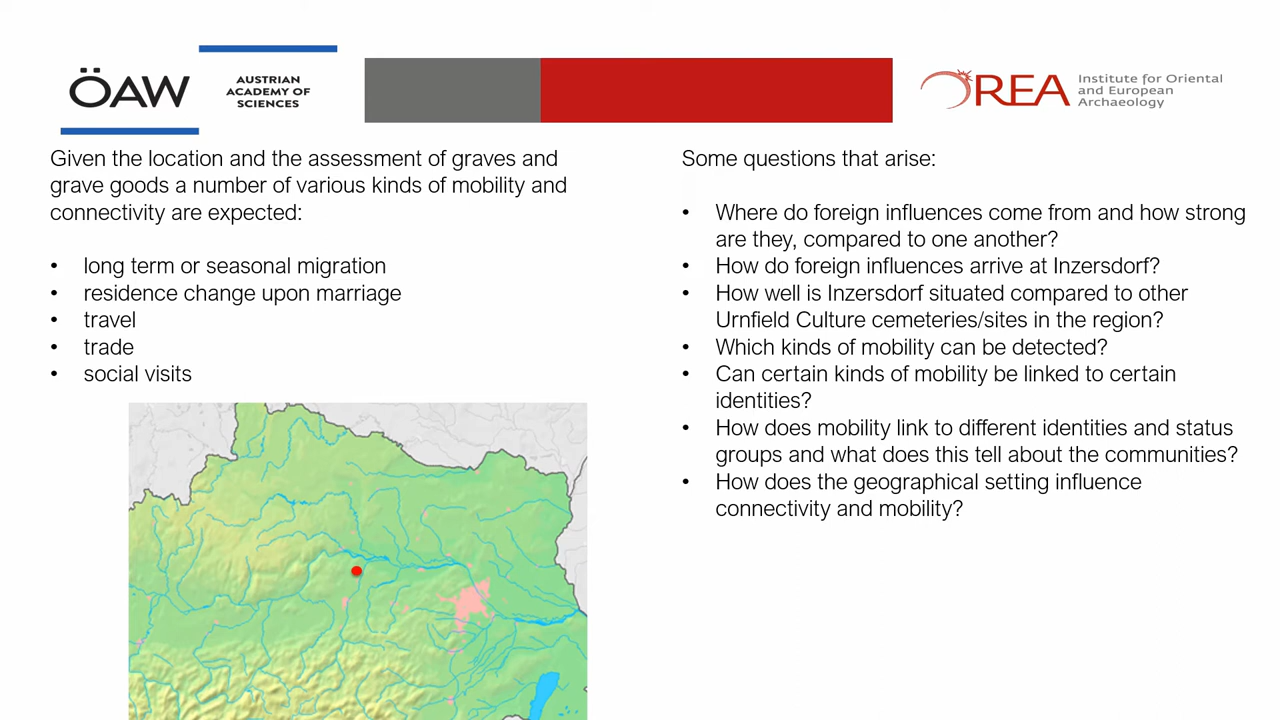 ÖAW
AUSTRIAN
ACADEMY OF
SCIENCES
OREA
Institute for Oriental
and European
Archaeology
Given the location and the assessment of graves and
grave goods a number of various kinds of mobility and
connectivity are expected:
• long term or seasonal migration
• residence change upon marriage
• travel
• trade
• social visits
Some questions that arise:
• Where do foreign influences come from and how strong
are they, compared to one another?
• How do foreign influences arrive at Inzersdorf?
• How well is Inzersdorf situated compared to other
Urnfield Culture cemeteries/sites in the region?
• Which kinds of mobility can be detected?
• Can certain kinds of mobility be linked to certain
identities?
• How does mobility link to different identities and status
groups and what does this tell about the communities?
• How does the geographical setting influence
connectivity and mobility?